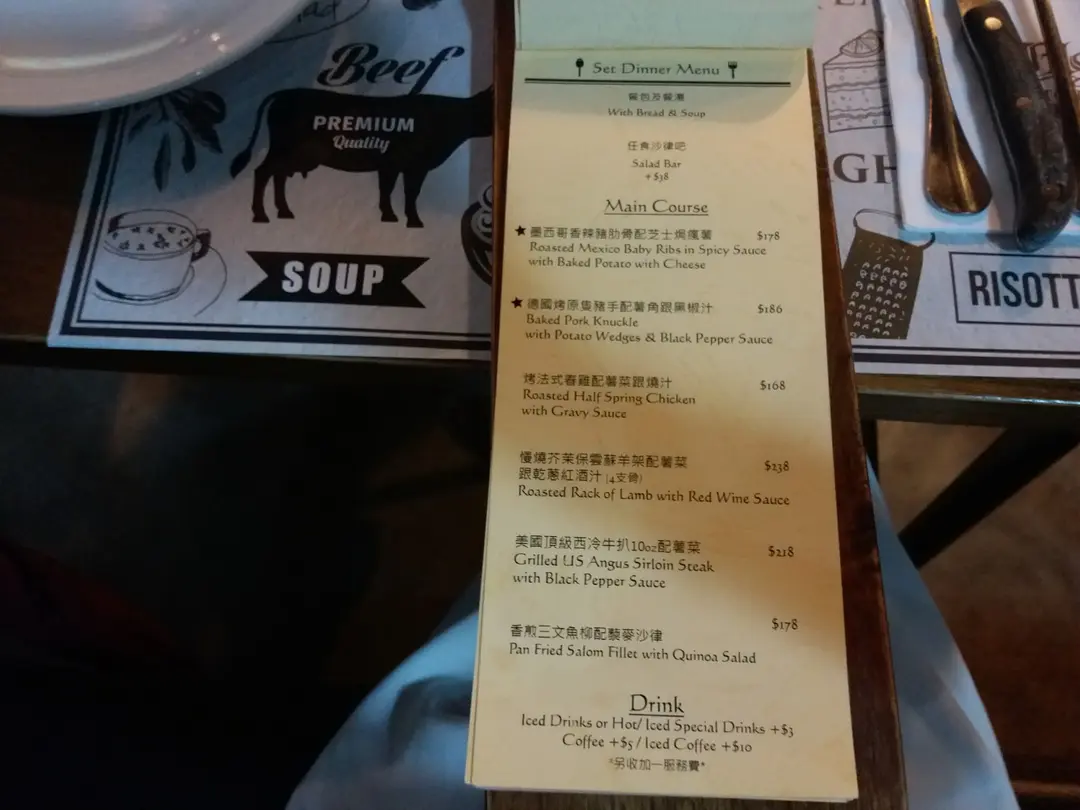 Beef
PREMIUM
Quality
SOUP
Set Dinner Menu
餐包及餐湯
With Bread & Soup
任食沙律吧
Salad Bar
+$38
Main Course
★墨西哥香辣豬肋骨配芝士焗瘋薯 $178
Roasted Mexico Baby Ribs in Spicy Sauce
with Baked Potato with Cheese
★德國烤原隻豬手配薯角跟黑椒汁 $186
Baked Pork Knuckle
with Potato Wedges & Black Pepper Sauce
烤法式春雞配薯菜跟燒汁 $168
Roasted Half Spring Chicken
with Gravy Sauce
慢燒芥茉保雲蘇羊架配薯菜 $238
跟乾蔥紅酒汁 (4支骨)
Roasted Rack of Lamb with Red Wine Sauce
美國頂級西冷牛扒10oz配薯菜 $218
Grilled US Angus Sirloin Steak
with Black Pepper Sauce
香煎三文魚柳配藜麥沙律 $178
Pan Fried Salom Fillet with Quinoa Salad
Drink
Iced Drinks or Hot/ Iced Special Drinks +$3
Coffee +$5 / Iced Coffee +$10
*另收加一服務費*
RISOTT